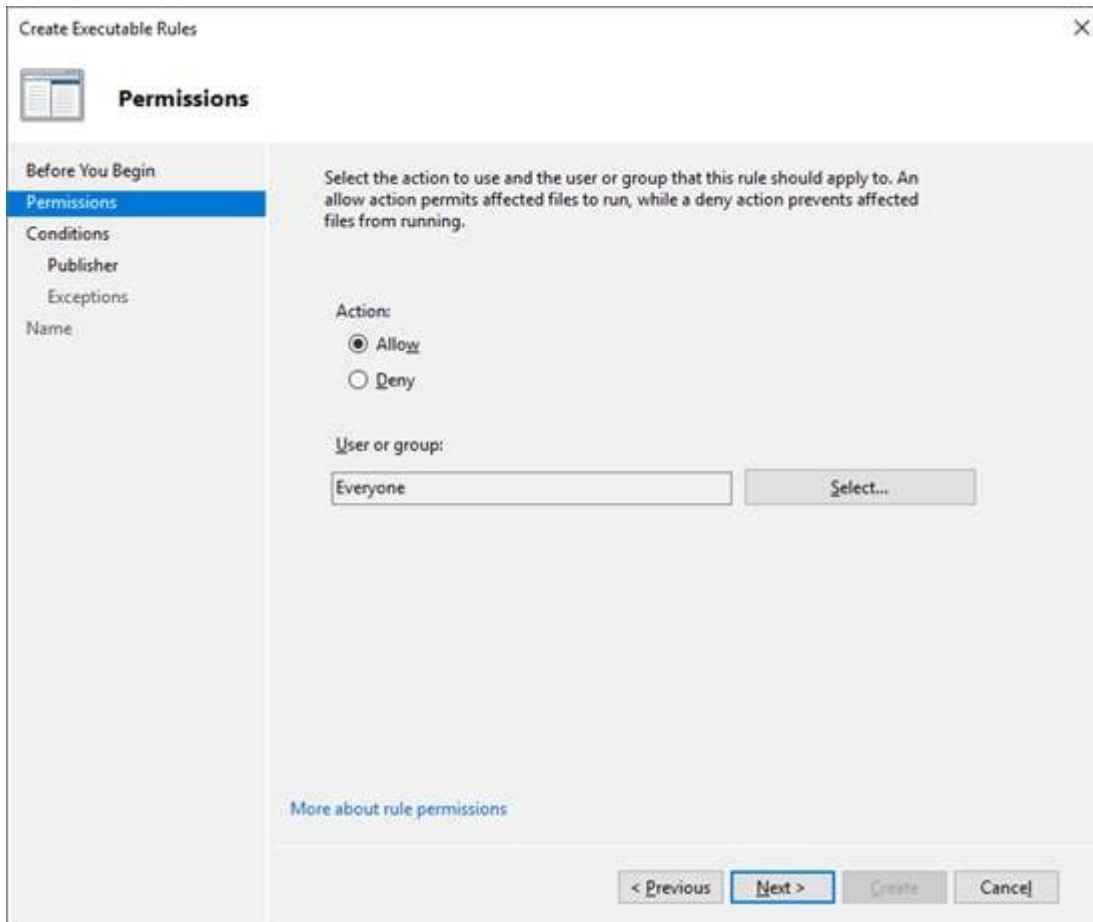 Create Executable Rules
Permissions
Before You Begin
Permissions
Conditions
Publisher
Exceptions
Name
Select the action to use and the user or group that this rule should apply to. An
allow action permits affected files to run, while a deny action prevents affected
files from running.
Action:
Allow
Deny
User or group:
Everyone
Select...
More about rule permissions
< Previous
Next >
Create
Cancel